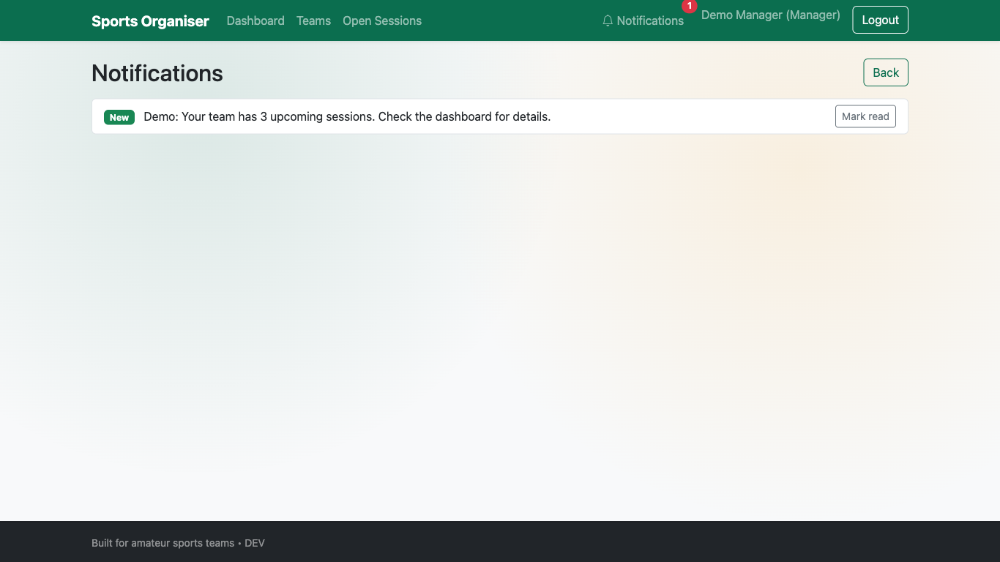 Sports Organiser Dashboard Teams Open Sessions Notifications 1 Demo Manager (Manager) Logout
Notifications Back
New Demo: Your team has 3 upcoming sessions. Check the dashboard for details. Mark read
Built for amateur sports teams • DEV